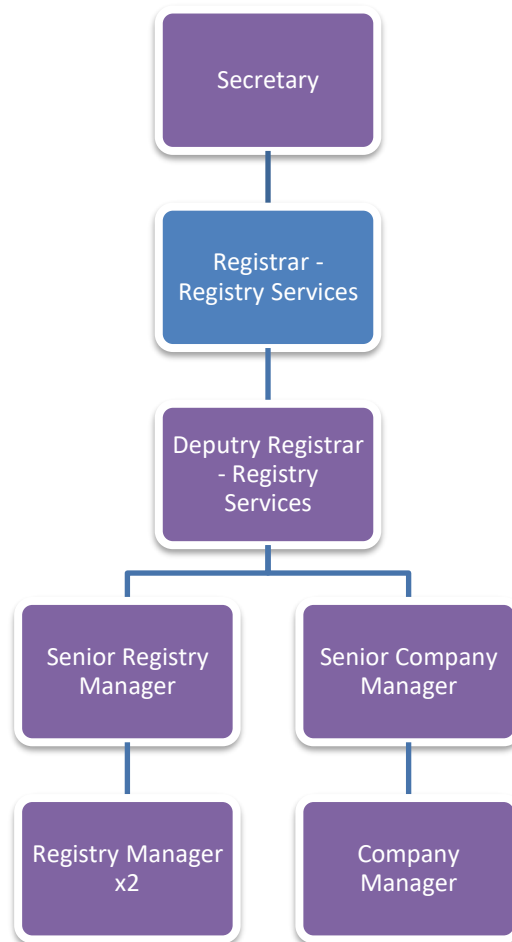 Secretary
Registrar -
Registry Services
Deputry Registrar
- Registry
Services
Senior Registry
Manager
Senior Company
Manager
Registry Manager
x2
Company
Manager